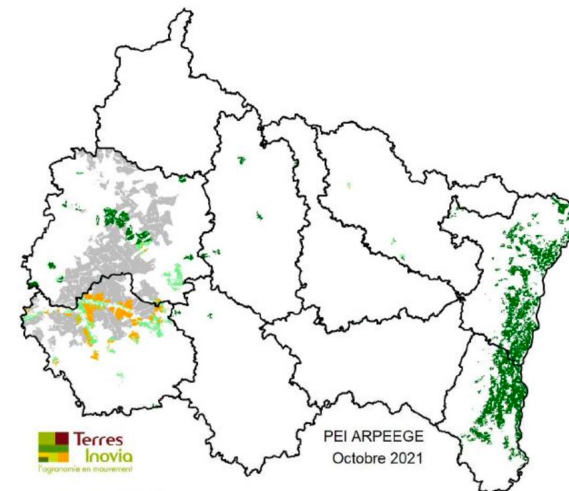 PEI ARPEEGE
Octobre 2021
Terres
Inovia
l'agronomie en mouvement